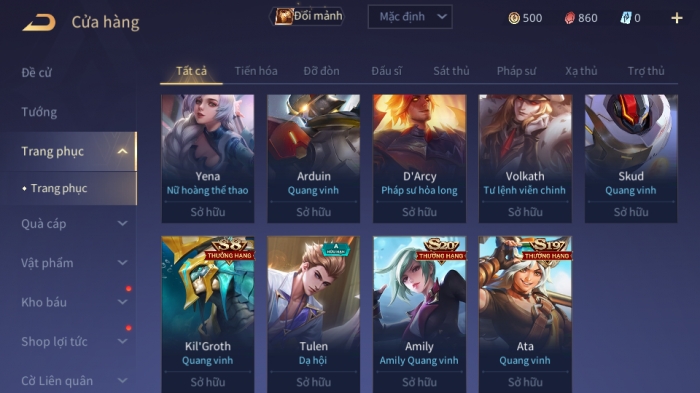 Cửa hàng
Đổi mảnh
Mặc định
500
860
0
Đề cử
Tướng
Trang phục
Trang phục
Quà cáp
Vật phẩm
Kho báu
Shop lợi tức
Cờ Liên quân
Tất cả
Tiến hóa
Đỡ đòn
Đấu sĩ
Sát thủ
Pháp sư
Xạ thủ
Trợ thủ
Yena
Nữ hoàng thể thao
Sở hữu
Arduin
Quang vinh
Sở hữu
D'Arcy
Pháp sư hỏa long
Sở hữu
Volkath
Tư lệnh viễn chinh
Sở hữu
Skud
Quang vinh
Sở hữu
S8
THƯỞNG HẠNG
Kil'Groth
Quang vinh
Sở hữu
A
Tulen
Dạ hội
Sở hữu
S20
THƯỞNG HẠNG
Amily
Amily Quang vinh
Sở hữu
S19
THƯỞNG HẠNG
Ata
Quang vinh
Sở hữu